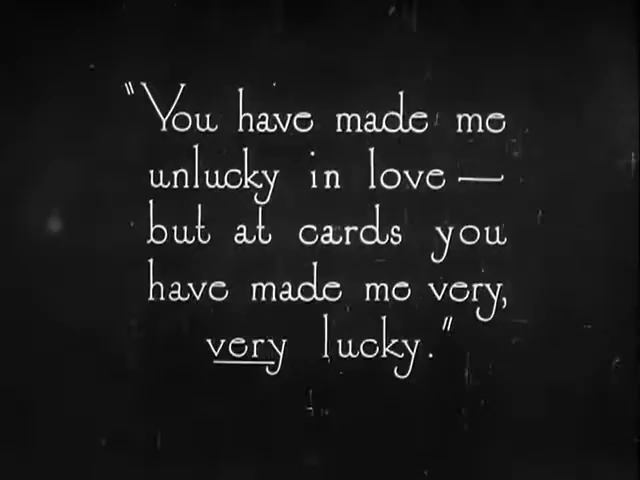 "You have made me
unlucky in love —
but at cards you
have made me very,
very lucky."